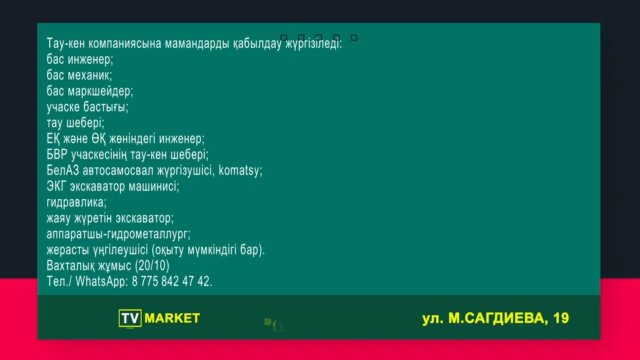 Тау-кен компаниясына мамандарды қабылдау жүргізіледі:
бас инженер;
бас механик;
бас маркшейдер;
учаске бастығы;
тау шебері;
ЕҚ және ӨҚ жөніндегі инженер;
БВР учаскесінің тау-кен шебері;
БелАЗ автосамосвал жүргізушісі, komatsu;
ЭКГ экскаватор машинисі;
гидравлика;
жаяу жүретін экскаватор;
аппаратшы-гидрометаллург;
жерасты үңгілеушісі (оқыту мүмкіндігі бар).
Вахталық жұмыс (20/10)
Тел./ WhatsApp: 8 775 842 47 42.
TV MARKET
ул. М.САГДИЕВА, 19